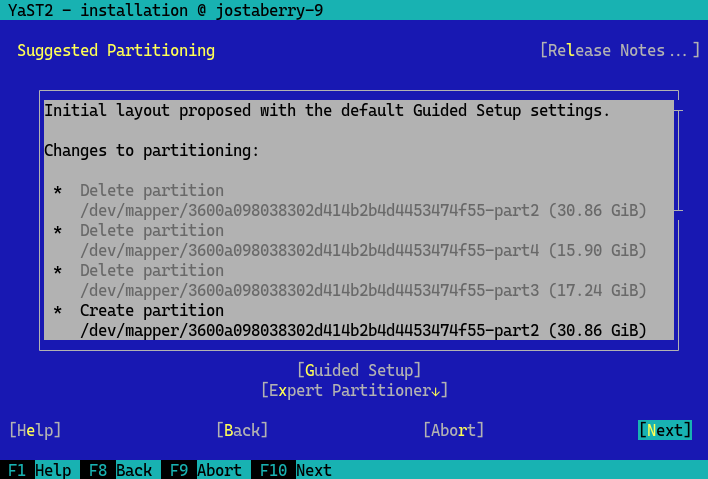 YaST2 - installation @ jostaberry-9
Suggested Partitioning [Release Notes...]
Initial layout proposed with the default Guided Setup settings.
Changes to partitioning:
* Delete partition
/dev/mapper/3600a098038302d414b2b4d4453474f55-part2 (30.86 GiB)
* Delete partition
/dev/mapper/3600a098038302d414b2b4d4453474f55-part4 (15.90 GiB)
* Delete partition
/dev/mapper/3600a098038302d414b2b4d4453474f55-part3 (17.24 GiB)
* Create partition
/dev/mapper/3600a098038302d414b2b4d4453474f55-part2 (30.86 GiB)
[Guided Setup]
[Expert Partitioner↓]
[Help] [Back] [Abort] [Next]
F1 Help F8 Back F9 Abort F10 Next